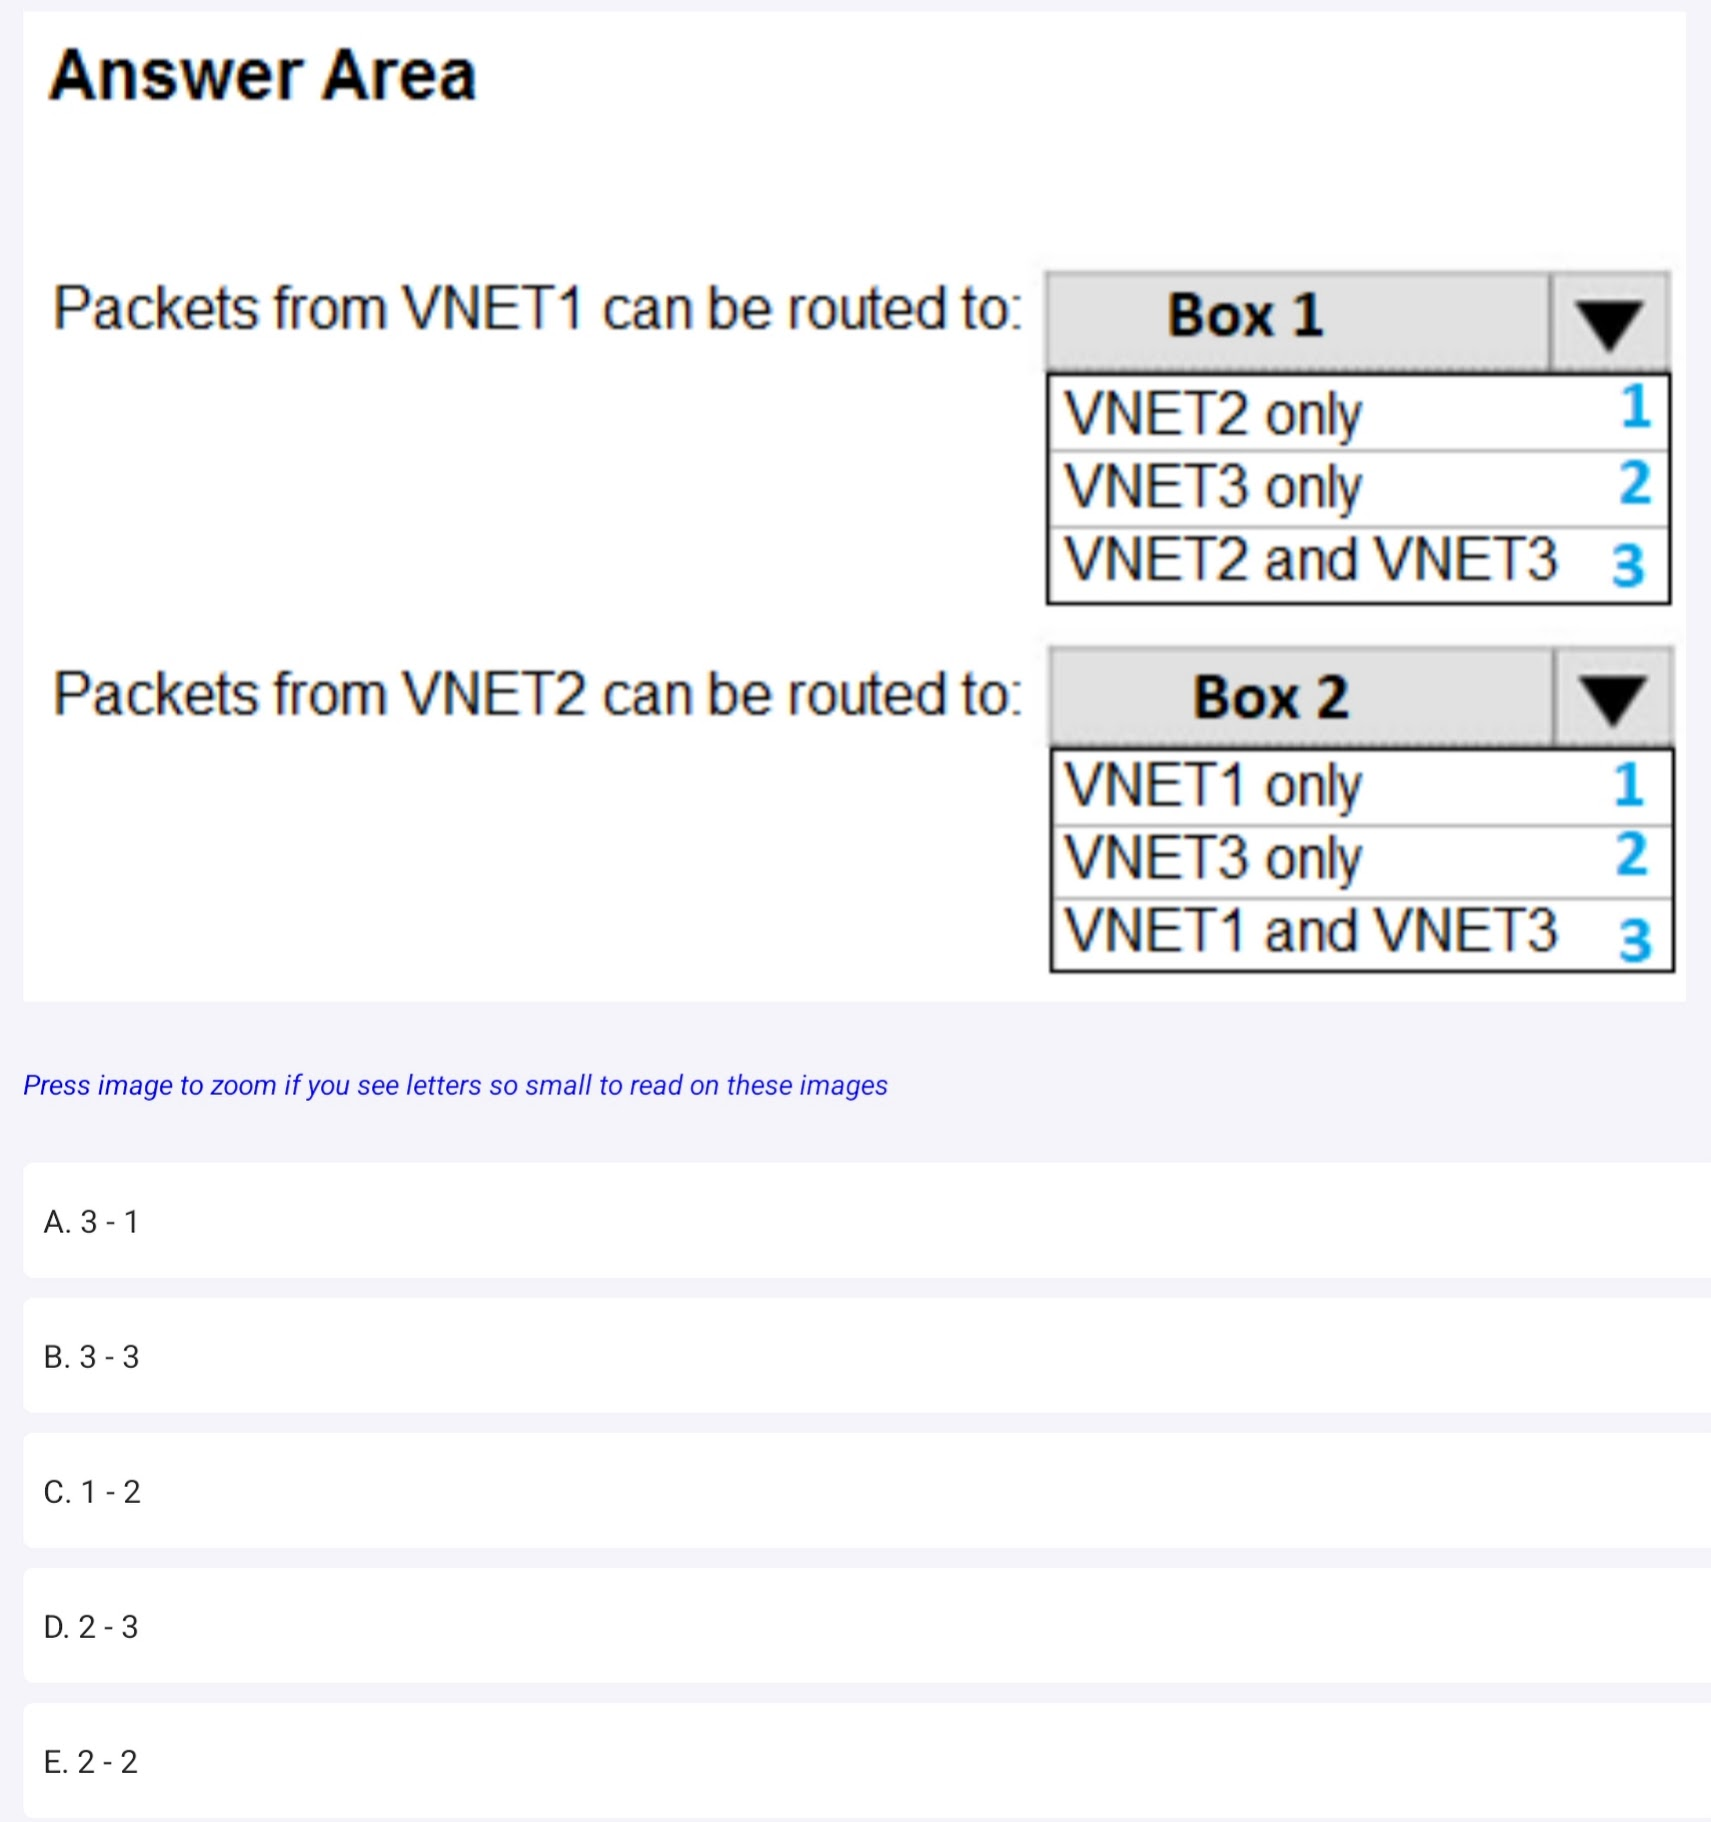 Answer Area
Packets from VNET1 can be routed to: Box 1
VNET2 only 1
VNET3 only 2
VNET2 and VNET3 3
Packets from VNET2 can be routed to: Box 2
VNET1 only 1
VNET3 only 2
VNET1 and VNET3 3
Press image to zoom if you see letters so small to read on these images
A. 3 - 1
B. 3 - 3
C. 1 - 2
D. 2 - 3
E. 2 - 2